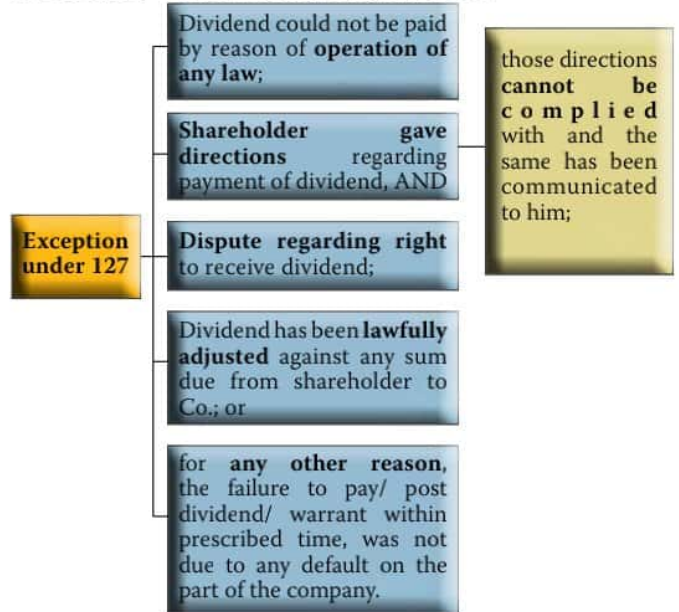 Dividend could not be paid
by reason of operation of
any law;
Shareholder gave
directions regarding
payment of dividend, AND
those directions
cannot be
complied
with and the
same has been
communicated
to him;
Exception
under 127
Dispute regarding right
to receive dividend;
Dividend has been lawfully
adjusted against any sum
due from shareholder to
Co.; or
for any other reason,
the failure to pay/ post
dividend/ warrant within
prescribed time, was not
due to any default on the
part of the company.